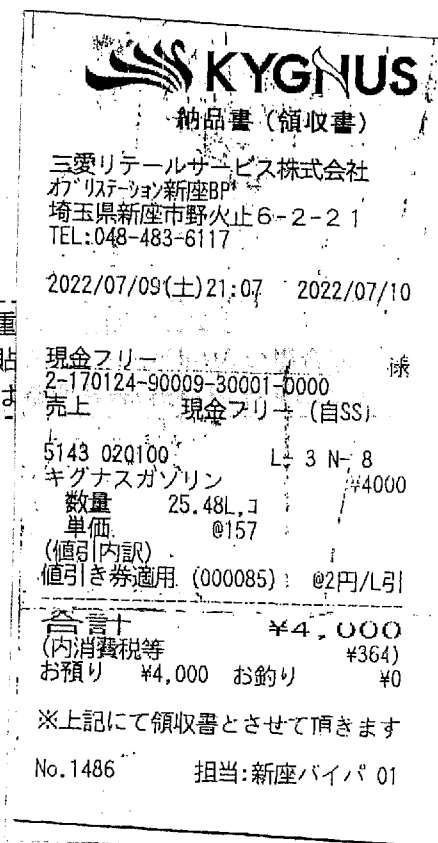 KYGNUS
納品書(領収書)
三愛リテールサービス株式会社
オブリステーション新座BP
埼玉県新座市野火止6-2-21
TEL:048-483-6117
2022/07/09(土)21:07 2022/07/10
重
貼
は
現金フリー 様
2-170124-90009-30001-0000
売上 現金フリー (自SS)
5143 020100 L- 3 N- 8
キグナスガソリン ¥4000
数量 25.48L,コ
単価 @157
(値引内訳)
値引き券適用 (000085) @2円/L引
合計 ¥4,000
(内消費税等 ¥364)
お預り ¥4,000 お釣り ¥0
※上記にて領収書とさせて頂きます
No.1486 担当:新座バイパ 01